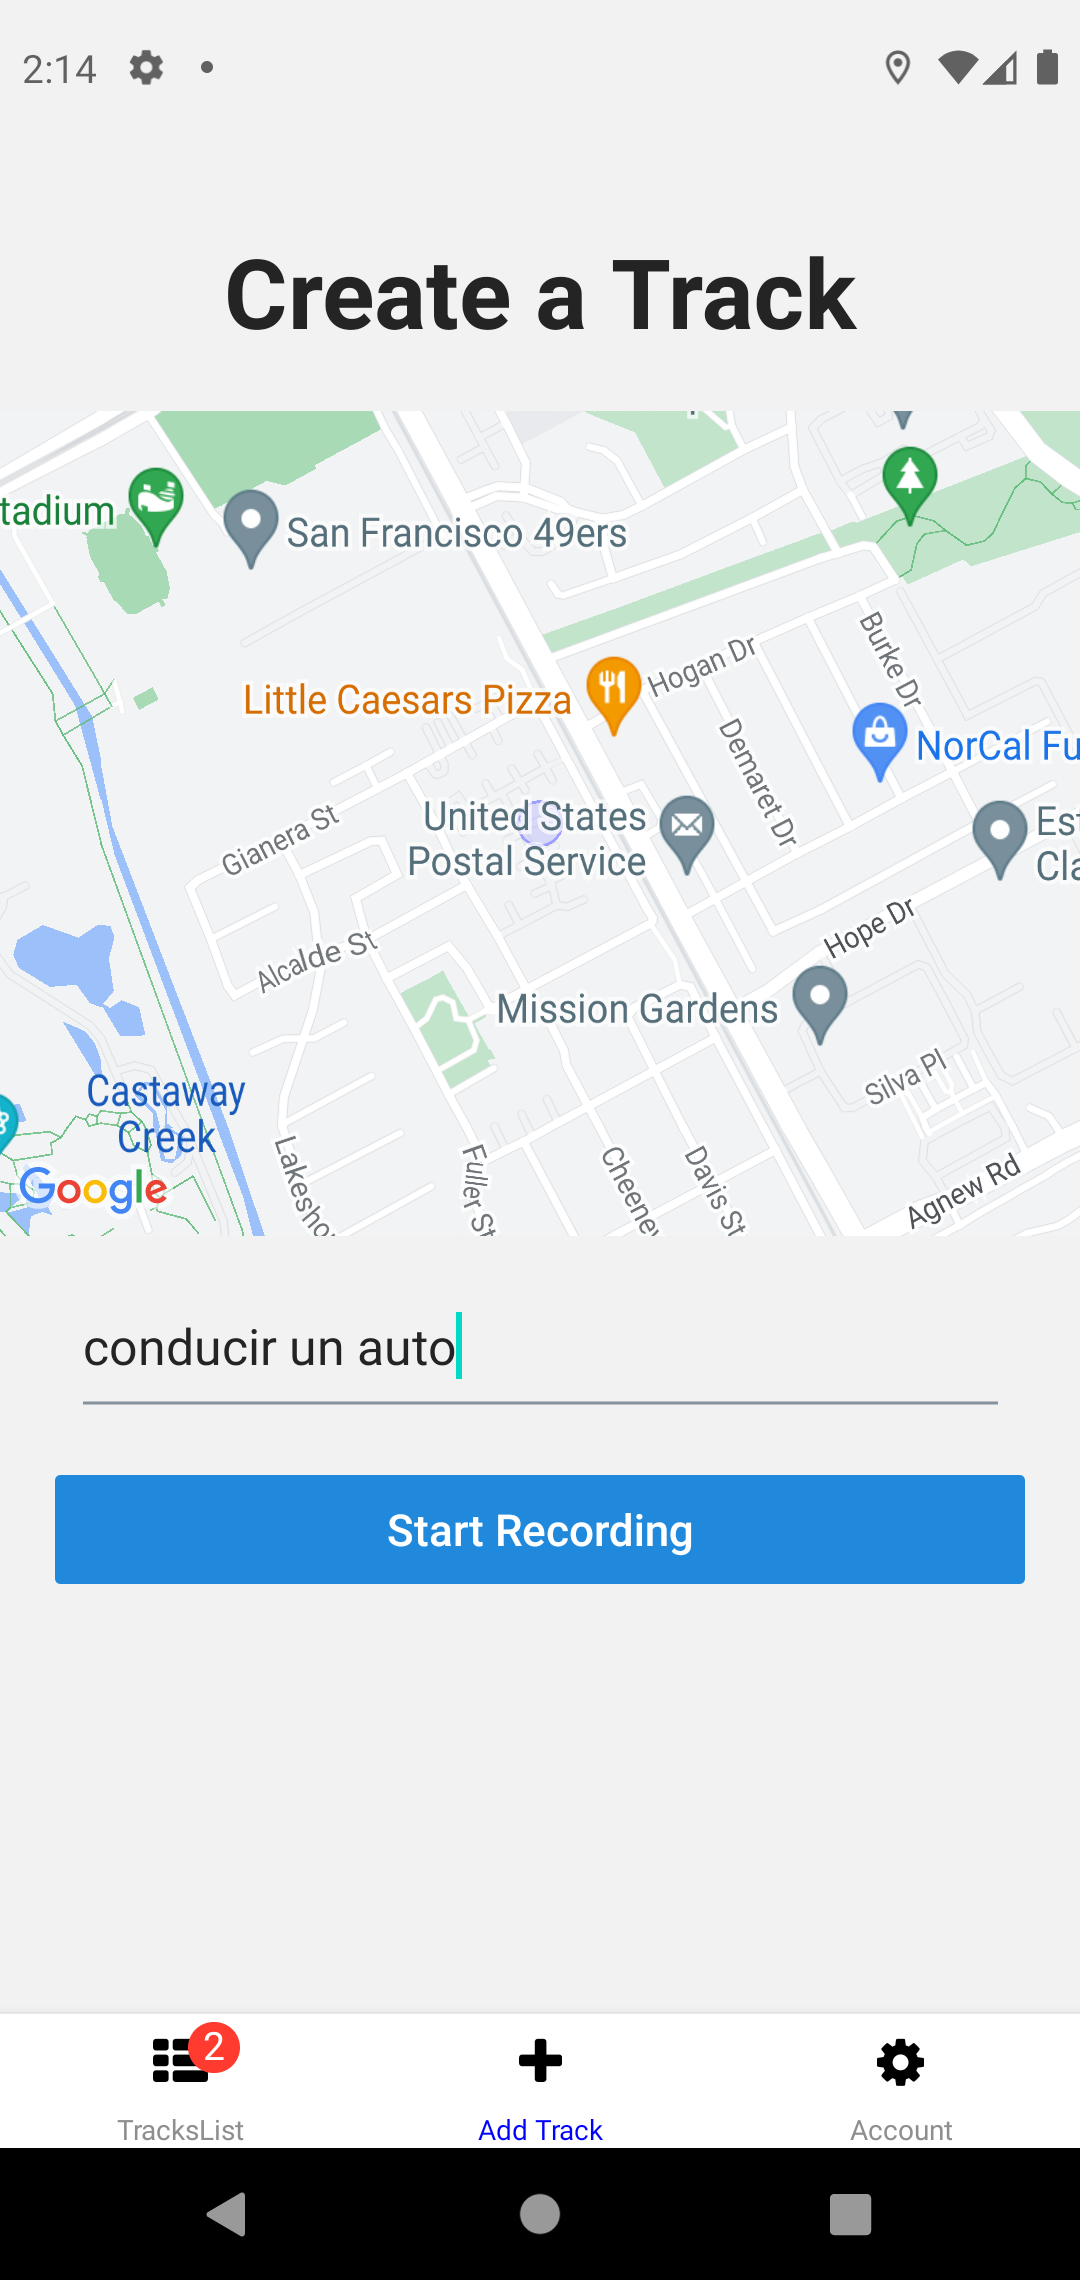 2:14
Create a Track
tadium
San Francisco 49ers
Hogan Dr
Burke Dr
Little Caesars Pizza
NorCal Fu
Demaret Dr
United States
Postal Service
Gianera St
Est
Cla
Hope Dr
Alcalde St
Mission Gardens
Silva Pl
Castaway
Creek
Google
Lakesho
Fuller St
Cheeney
Davis St
Agnew Rd
conducir un auto
Start Recording
2
TracksList
Add Track
Account